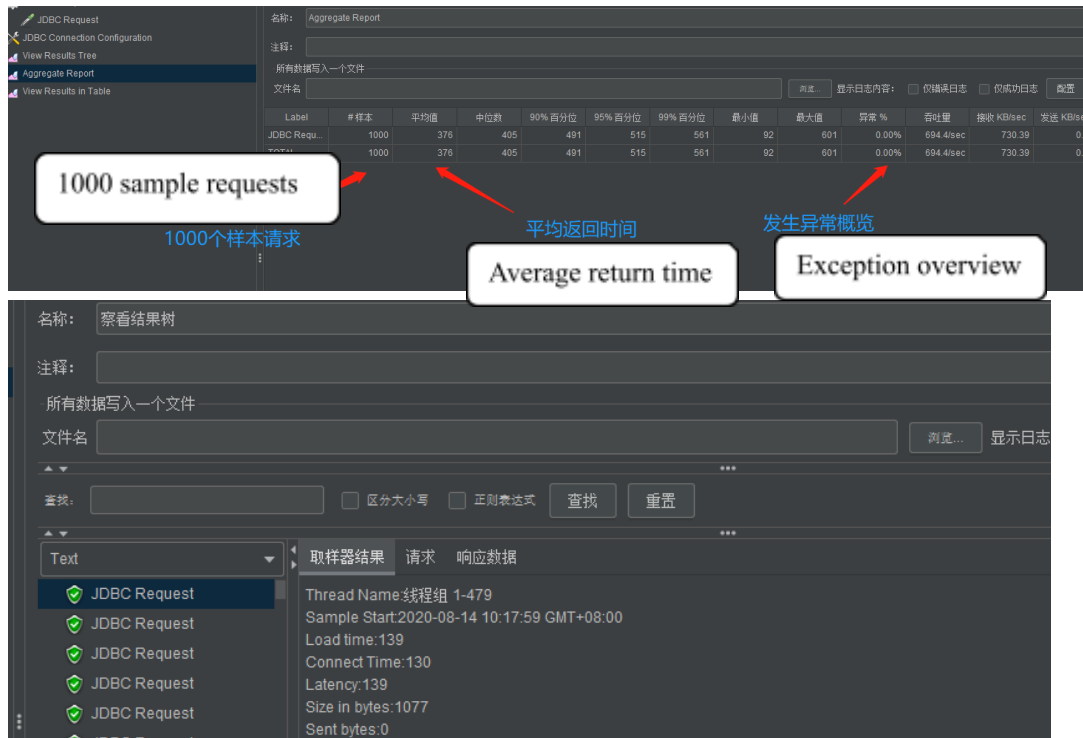 JDBC Request
JDBC Connection Configuration
View Results Tree
Aggregate Report
View Results in Table
名称： Aggregate Report
注释：
所有数据写入一个文件
文件名 浏览... 显示日志内容： 仅错误日志 仅成功日志 配置
Label # 样本 平均值 中位数 90% 百分位 95% 百分位 99% 百分位 最小值 最大值 异常 % 吞吐量 接收 KB/sec 发送 KB/se
JDBC Requ... 1000 376 405 491 515 561 92 601 0.00% 694.4/sec 730.39 0.
TOTAL 1000 376 405 491 515 561 92 601 0.00% 694.4/sec 730.39 0.
1000 sample requests
1000个样本请求
平均返回时间
Average return time
发生异常概览
Exception overview
名称： 察看结果树
注释：
所有数据写入一个文件
文件名 浏览... 显示日志
查找： 区分大小写 正则表达式 查找 重置
Text
JDBC Request
JDBC Request
JDBC Request
JDBC Request
JDBC Request
取样器结果 请求 响应数据
Thread Name:线程组 1-479
Sample Start:2020-08-14 10:17:59 GMT+08:00
Load time:139
Connect Time:130
Latency:139
Size in bytes:1077
Sent bytes:0